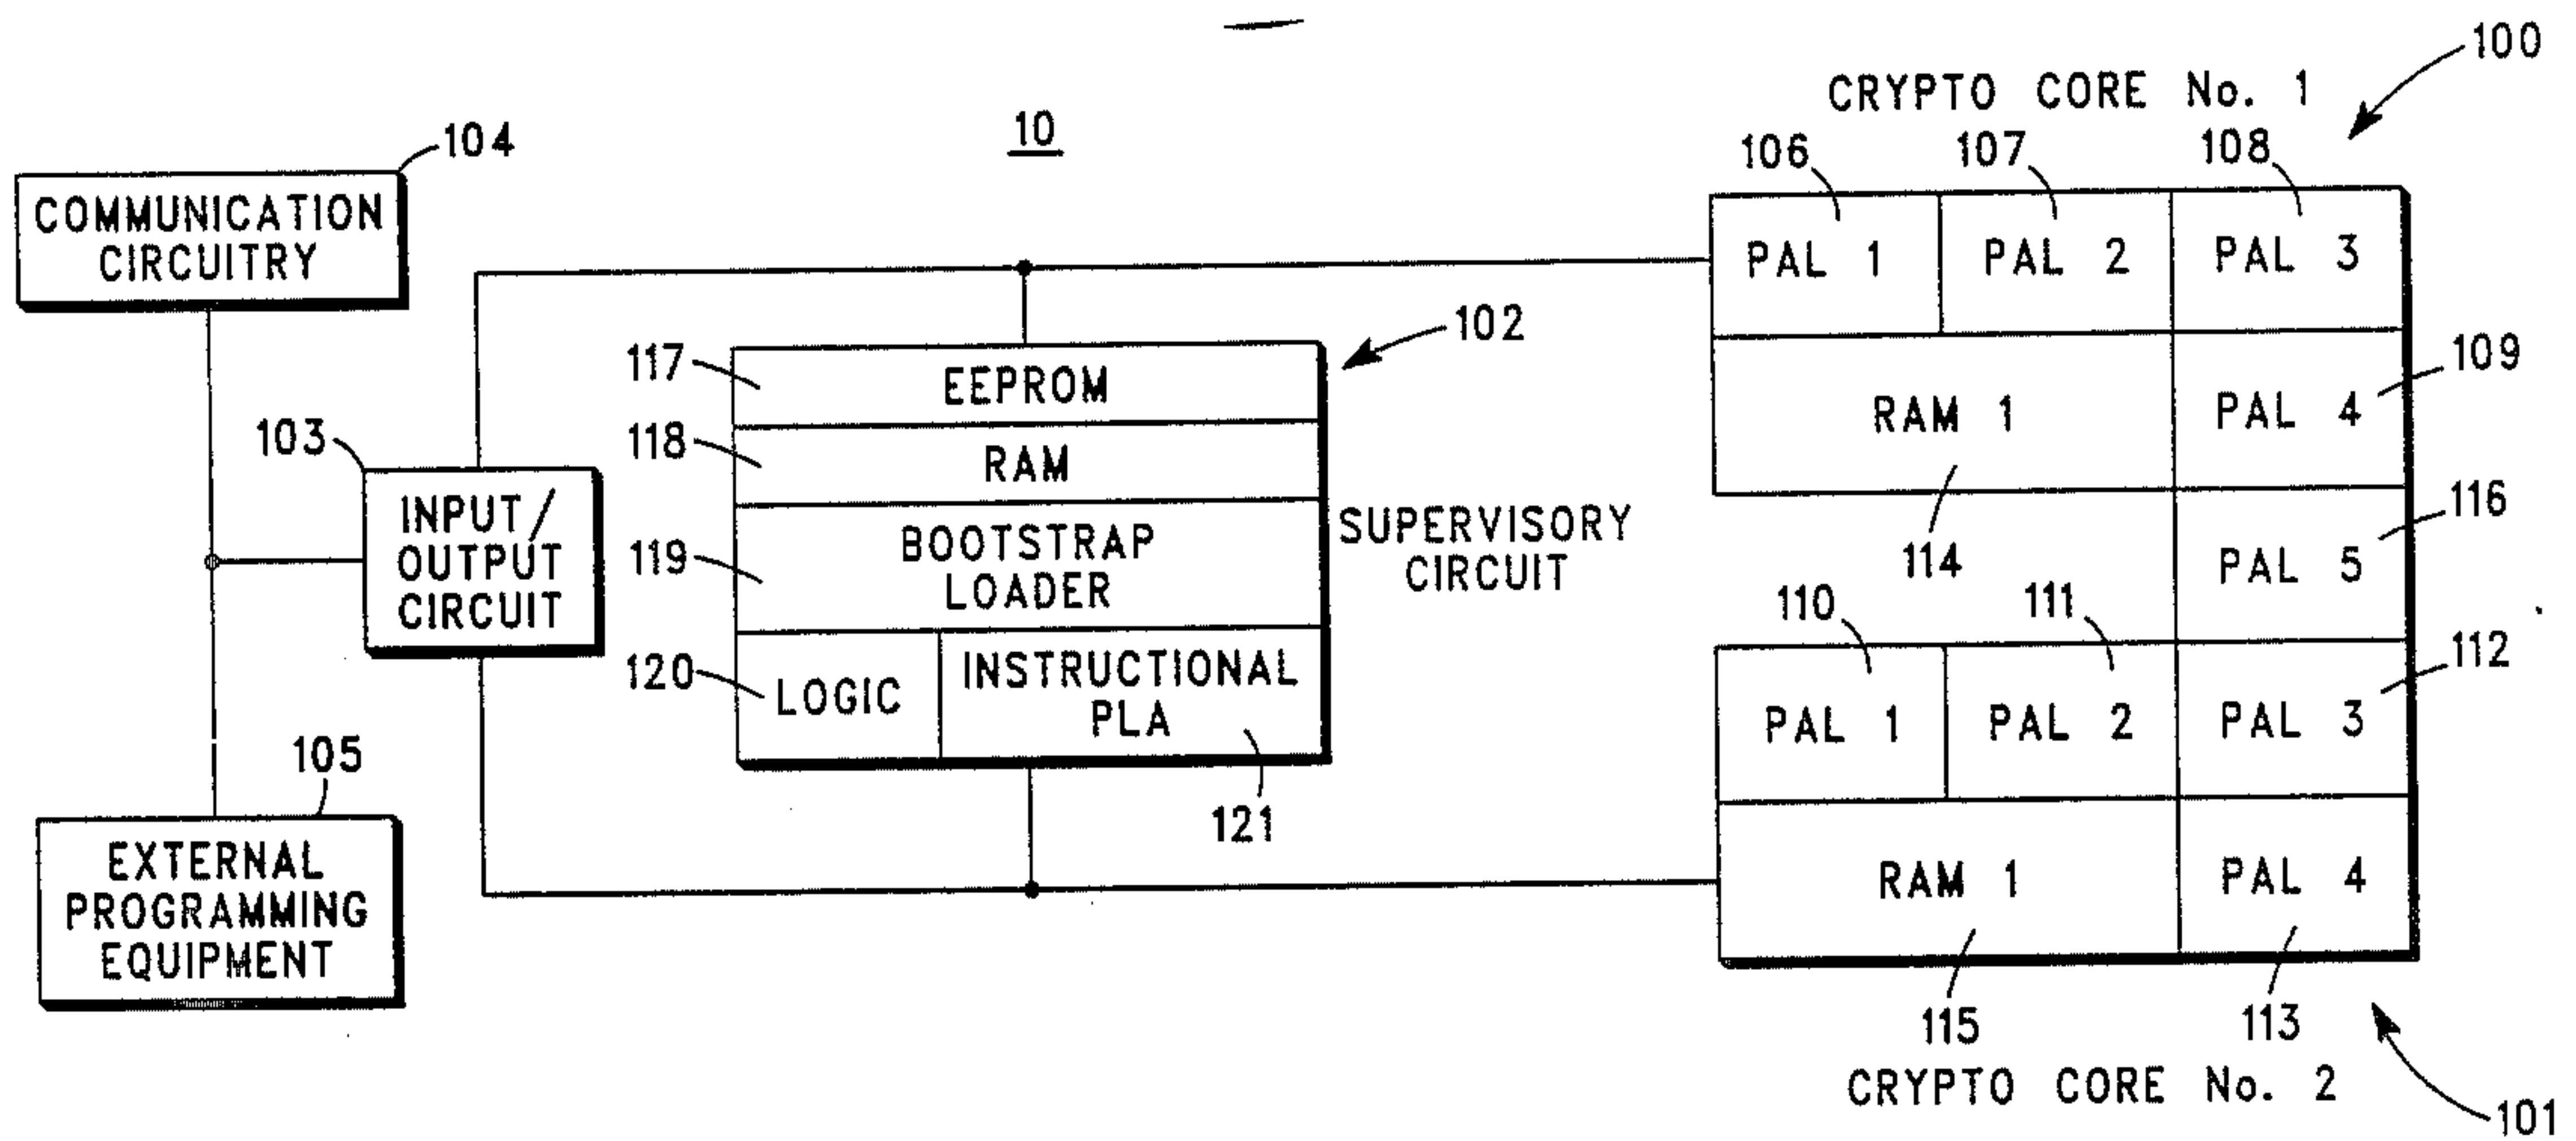 100
CRYPTO CORE No. 1
10
104
106
107
108
COMMUNICATION
CIRCUITRY
PAL 1
PAL 2
PAL 3
102
117
EEPROM
109
103
118
RAM
RAM 1
PAL 4
INPUT/
OUTPUT
CIRCUIT
119
BOOTSTRAP
LOADER
SUPERVISORY
CIRCUIT
114
116
PAL 5
110
111
112
120
LOGIC
INSTRUCTIONAL
PLA
PAL 1
PAL 2
PAL 3
105
121
EXTERNAL
PROGRAMMING
EQUIPMENT
RAM 1
PAL 4
115
113
CRYPTO CORE No. 2
101